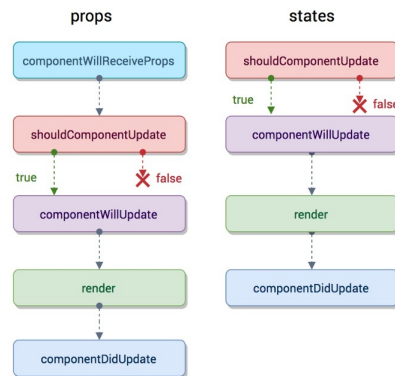 props
componentWillReceiveProps
shouldComponentUpdate
true
false
componentWillUpdate
render
componentDidUpdate
states
shouldComponentUpdate
true
false
componentWillUpdate
render
componentDidUpdate